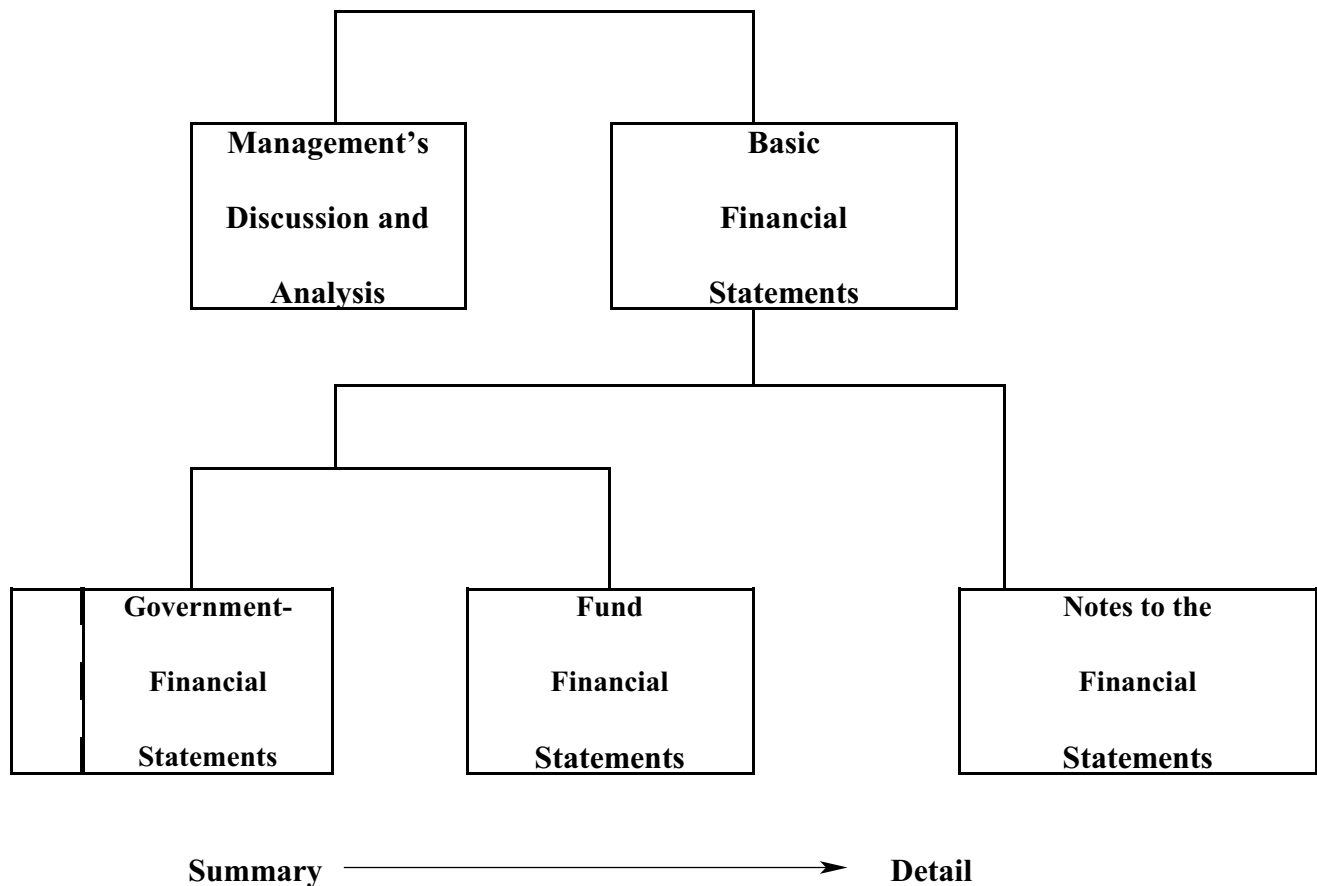 Management’s
Discussion and
Analysis
Basic
Financial
Statements
Government-
Financial
Statements
Fund
Financial
Statements
Notes to the
Financial
Statements
Summary
Detail